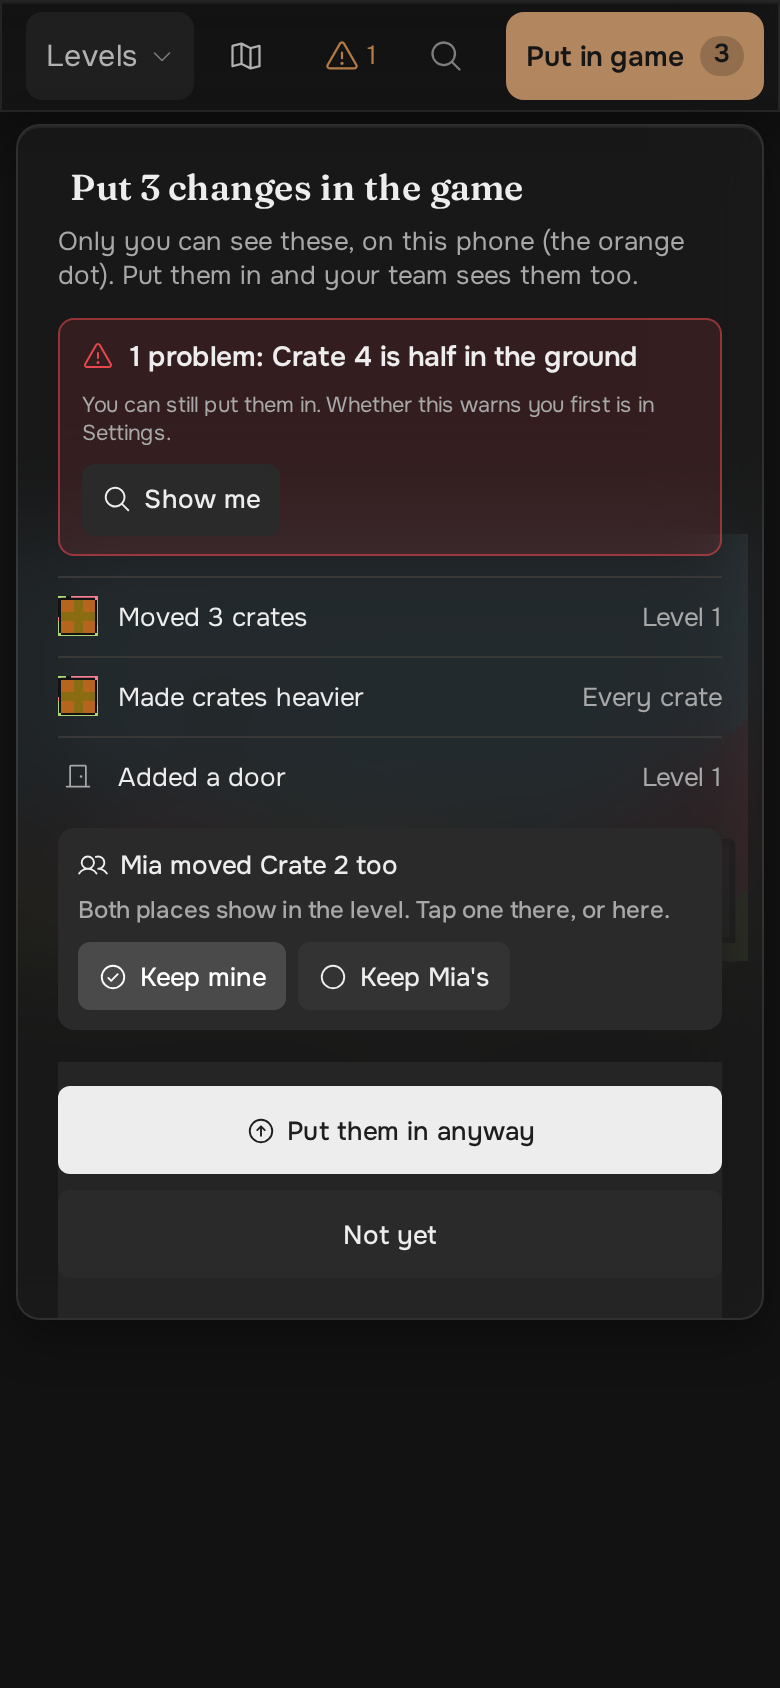 Levels
1
Put in game 3
Put 3 changes in the game
Only you can see these, on this phone (the orange
dot). Put them in and your team sees them too.
1 problem: Crate 4 is half in the ground
You can still put them in. Whether this warns you first is in
Settings.
Show me
Moved 3 crates Level 1
Made crates heavier Every crate
Added a door Level 1
Mia moved Crate 2 too
Both places show in the level. Tap one there, or here.
Keep mine Keep Mia's
Put them in anyway
Not yet